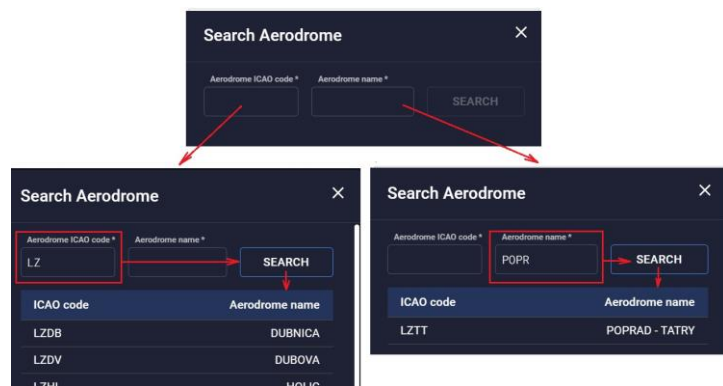 Search Aerodrome ×
Aerodrome ICAO code * Aerodrome name *
SEARCH
Search Aerodrome ×
Aerodrome ICAO code * Aerodrome name *
LZ SEARCH
ICAO code Aerodrome name
LZDB DUBNICA
LZDV DUBOVA
Search Aerodrome ×
Aerodrome ICAO code * Aerodrome name *
POPR SEARCH
ICAO code Aerodrome name
LZTT POPRAD - TATRY